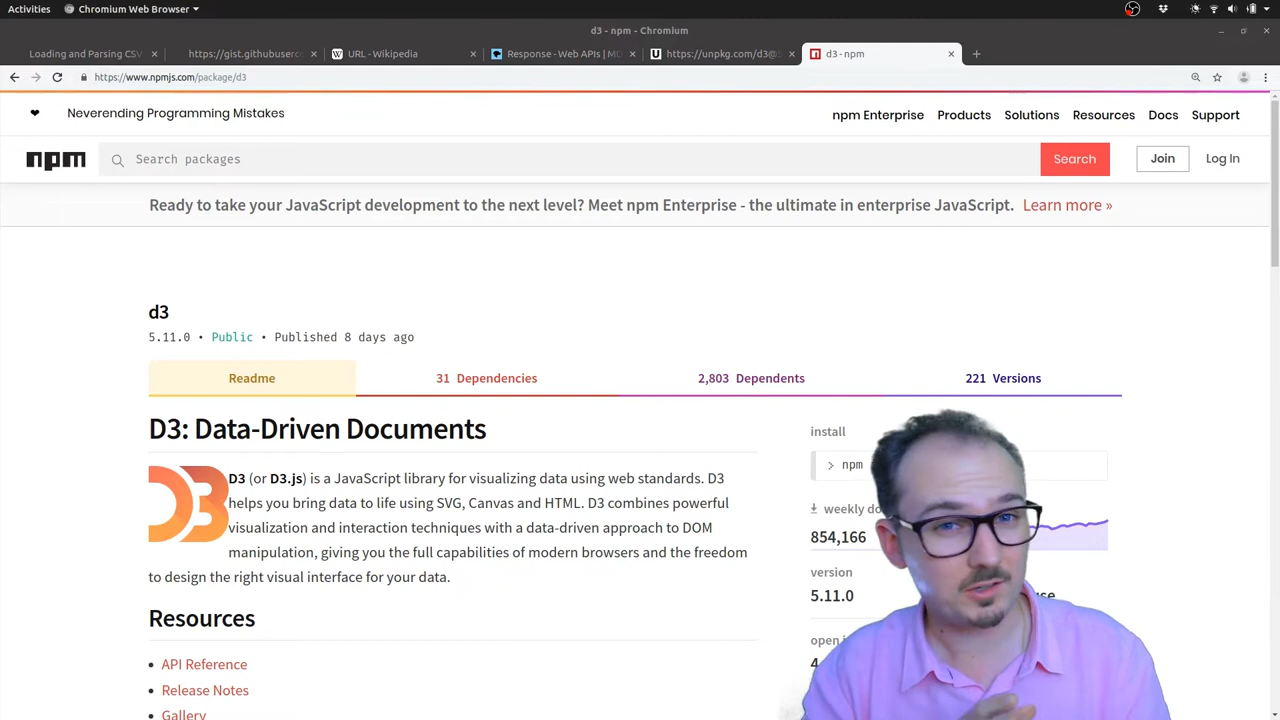 Activities Chromium Web Browser
d3 - npm - Chromium
Loading and Parsing CSV
https://gist.githubuserco
URL - Wikipedia
Response - Web APIs | MD
https://unpkg.com/d3@5
d3 - npm
https://www.npmjs.com/package/d3
Neverending Programming Mistakes
npm Enterprise Products Solutions Resources Docs Support
npm Search packages Search Join Log In
Ready to take your JavaScript development to the next level? Meet npm Enterprise - the ultimate in enterprise JavaScript. Learn more »
d3
5.11.0 • Public • Published 8 days ago
Readme 31 Dependencies 2,803 Dependents 221 Versions
D3: Data-Driven Documents
D3 (or D3.js) is a JavaScript library for visualizing data using web standards. D3
helps you bring data to life using SVG, Canvas and HTML. D3 combines powerful
visualization and interaction techniques with a data-driven approach to DOM
manipulation, giving you the full capabilities of modern browsers and the freedom
to design the right visual interface for your data.
Resources
• API Reference
• Release Notes
• Gallery
install
> npm
weekly do
854,166
version
5.11.0
open i
4